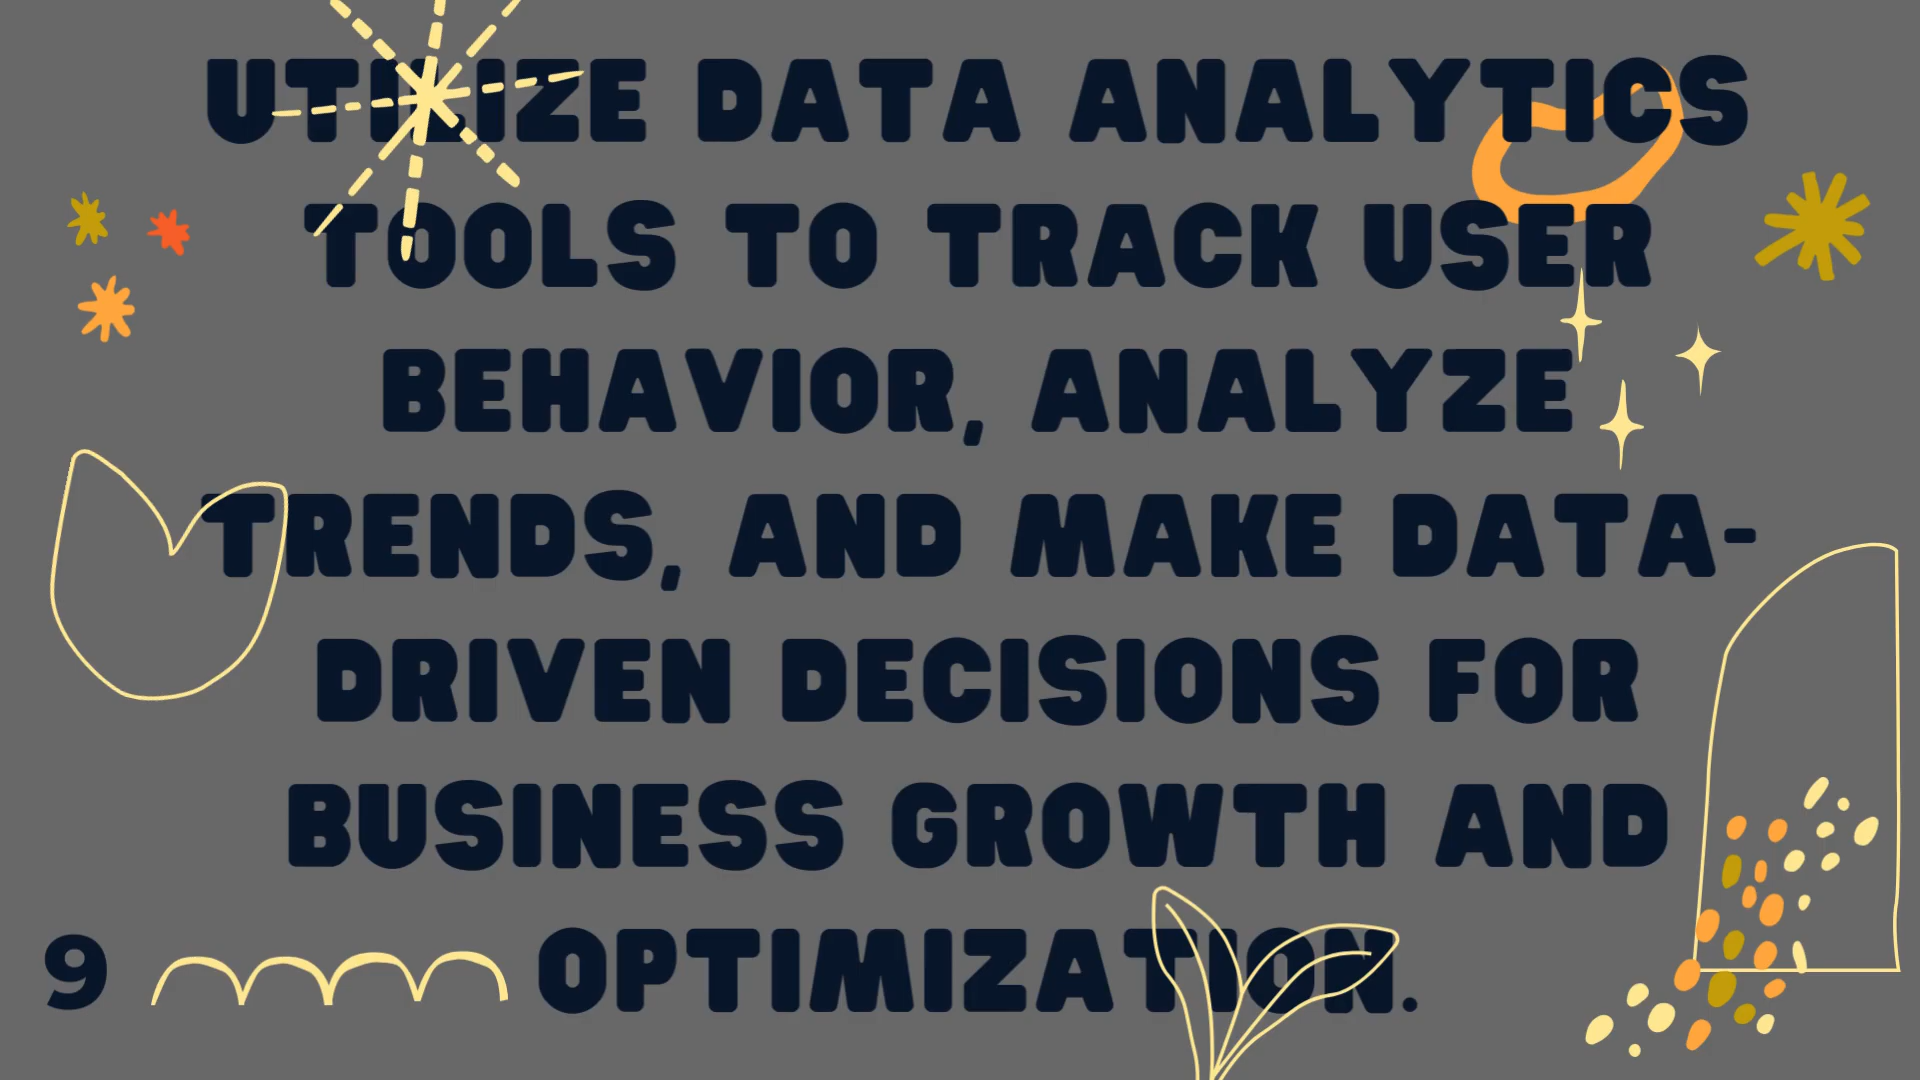 UTILIZE DATA ANALYTICS
TOOLS TO TRACK USER
BEHAVIOR, ANALYZE
TRENDS, AND MAKE DATA-
DRIVEN DECISIONS FOR
BUSINESS GROWTH AND
OPTIMIZATION.
9